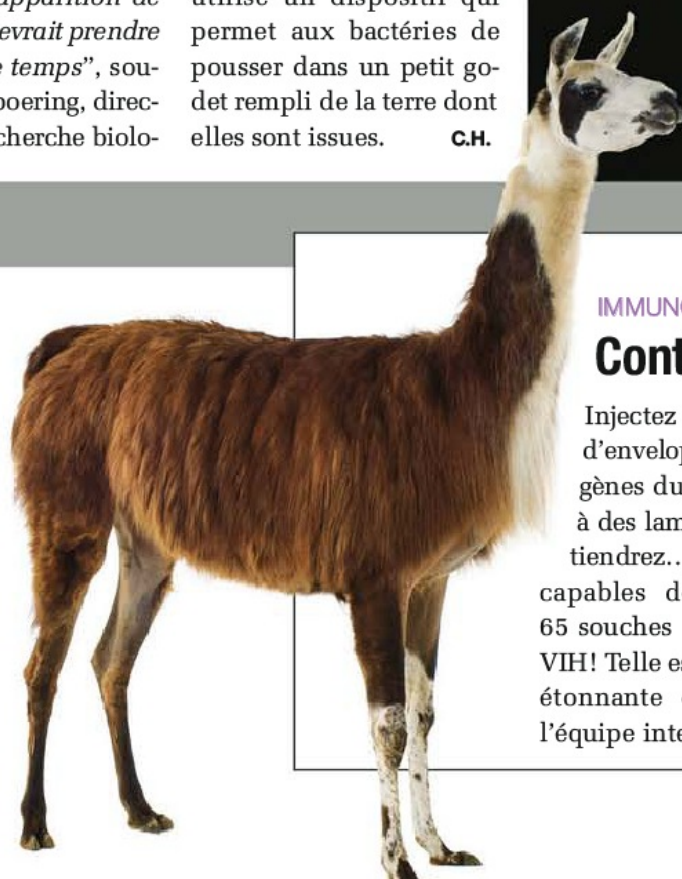 evrait prendre
e temps", sou-
boering, direc-
cherche biolo-
utilise un dispositif qui
permet aux bactéries de
pousser dans un petit go-
det rempli de la terre dont
elles sont issues. C.H.
IMMUNO
Cont
Injectez
d'envelop
gènes du
à des lam
tiendrez..
capables d
65 souches
VIH! Telle es
étonnante
l'équipe inte